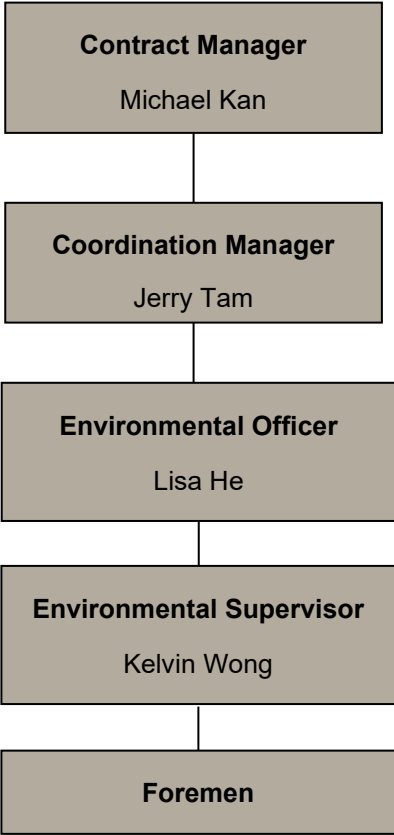 Contract Manager
Michael Kan
Coordination Manager
Jerry Tam
Environmental Officer
Lisa He
Environmental Supervisor
Kelvin Wong
Foremen